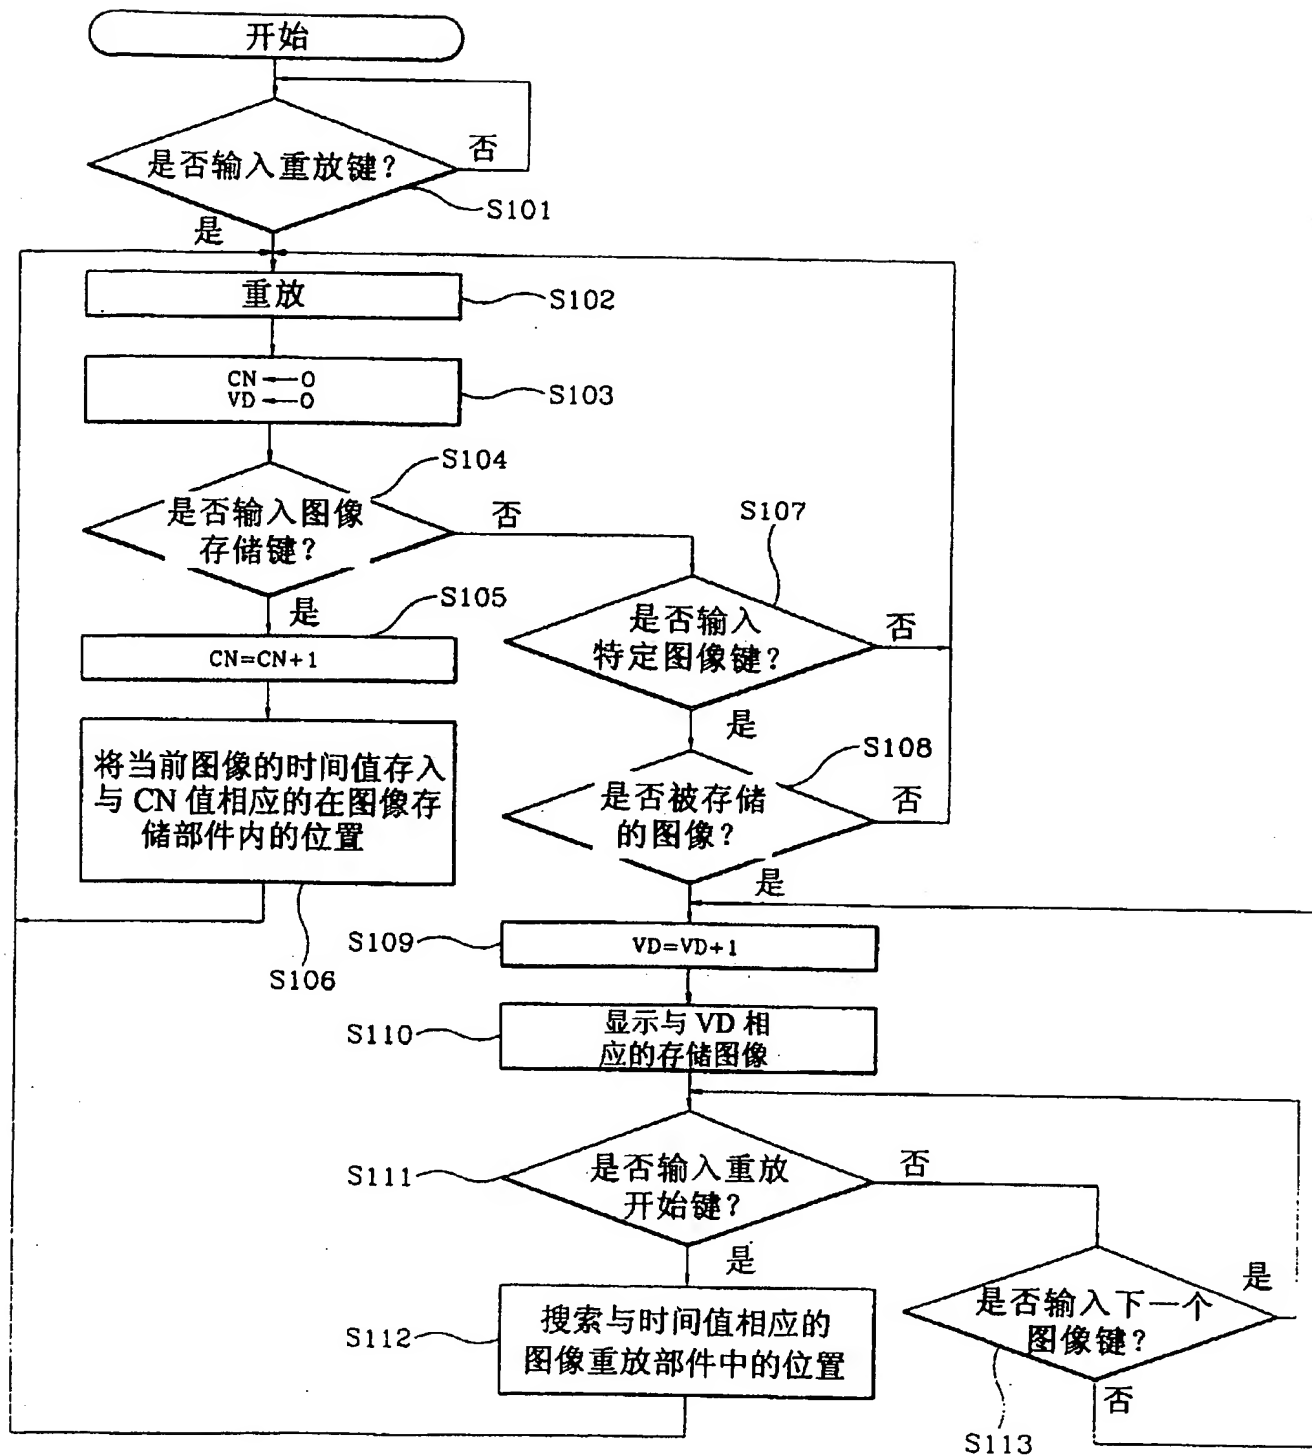 开始
是否输入重放键?
否
S101
是
重放
S102
CN←0
VD←0
S103
S104
是否输入图像
存储键?
否
是
S105
CN=CN+1
将当前图像的时间值存入
与CN值相应的在图像存
储部件内的位置
S106
S107
是否输入
特定图像键?
否
是
S108
是否被存储
的图像?
否
是
S109
VD=VD+1
S110
显示与VD相
应的存储图像
S111
是否输入重放
开始键?
否
是
S112
搜索与时间值相应的
图像重放部件中的位置
是否输入下一个
图像键?
是
否
S113